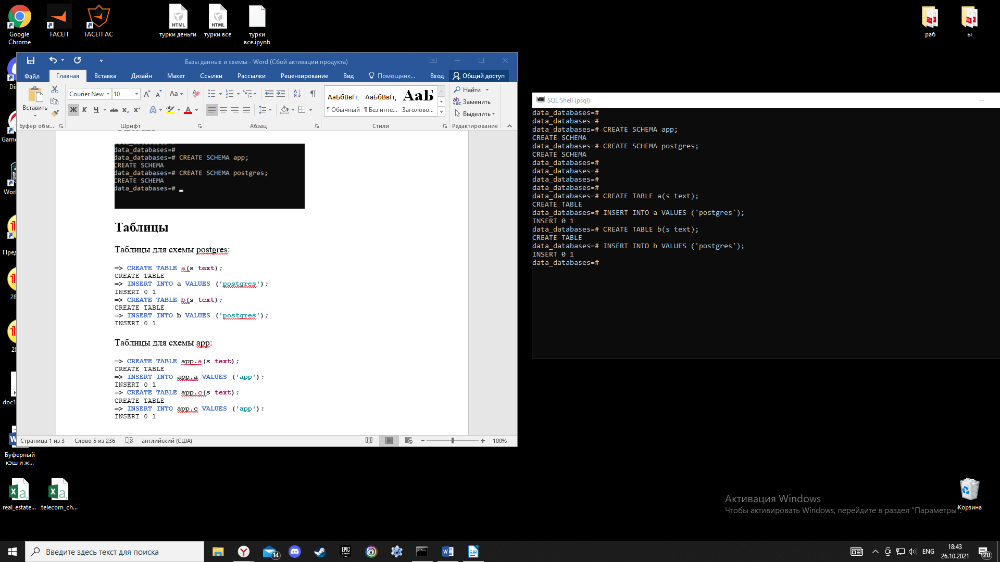 Google
Chrome
FACEIT
FACEIT AC
HTML
турки деньги
HTML
турки все
турки
все.ipynb
PDF
раб
PDF
ы
Базы данных и схемы - Word (Сбой активации продукта)
Файл
Главная
Вставка
Дизайн
Макет
Ссылки
Рассылки
Рецензирование
Вид
Помощник...
Вход
Общий доступ
Вставить
Буфер обм...
Courier New
10
Aa
Ж К Ч abc x₂ x²
Шрифт
Абзац
АаБбВвГг,
АаБбВвГг,
АаБ
¶ Обычный
¶ Без инте...
Заголово...
Стили
Найти
Заменить
Выделить
Редактирование
data_databases=#
data_databases=# CREATE SCHEMA app;
CREATE SCHEMA
data_databases=# CREATE SCHEMA postgres;
CREATE SCHEMA
data_databases=#
Таблицы
Таблицы для схемы postgres:
=> CREATE TABLE a(s text);
CREATE TABLE
=> INSERT INTO a VALUES ('postgres');
INSERT 0 1
=> CREATE TABLE b(s text);
CREATE TABLE
=> INSERT INTO b VALUES ('postgres');
INSERT 0 1
Таблицы для схемы app:
=> CREATE TABLE app.a(s text);
CREATE TABLE
=> INSERT INTO app.a VALUES ('app');
INSERT 0 1
=> CREATE TABLE app.c(s text);
CREATE TABLE
=> INSERT INTO app.c VALUES ('app');
INSERT 0 1
Страница 1 из 3
Слово 5 из 236
английский (США)
100%
SQL Shell (psql)
data_databases=#
data_databases=#
data_databases=# CREATE SCHEMA app;
CREATE SCHEMA
data_databases=# CREATE SCHEMA postgres;
CREATE SCHEMA
data_databases=#
data_databases=#
data_databases=#
data_databases=#
data_databases=# CREATE TABLE a(s text);
CREATE TABLE
data_databases=# INSERT INTO a VALUES ('postgres');
INSERT 0 1
data_databases=# CREATE TABLE b(s text);
CREATE TABLE
data_databases=# INSERT INTO b VALUES ('postgres');
INSERT 0 1
data_databases=#
Буферный
кэш и ж...
real_estate...
telecom_ch...
Активация Windows
Чтобы активировать Windows, перейдите в раздел "Параметры".
Корзина
Введите здесь текст для поиска
14
EPIC
GAMES
ENG
18:43
26.10.2021
20